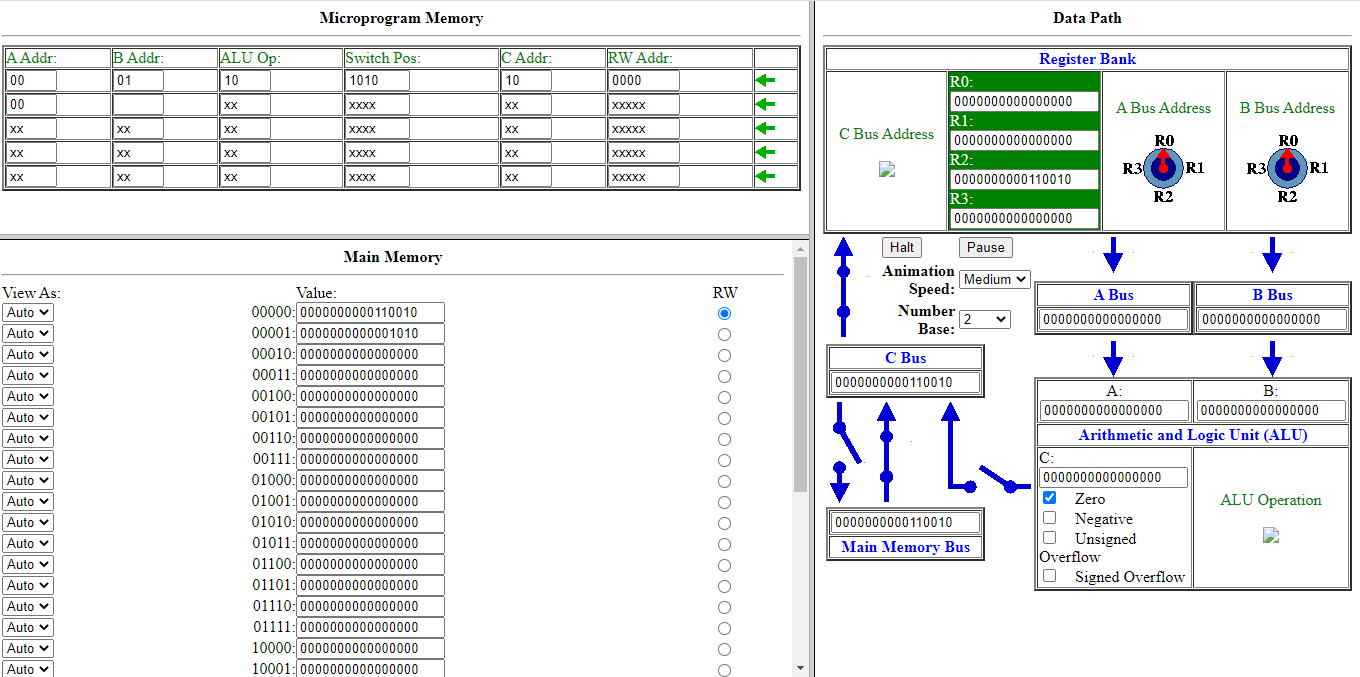 Microprogram Memory
A Addr: B Addr: ALU Op: Switch Pos: C Addr: RW Addr:
00 01 10 1010 10 0000
00 xx xxxx xx xxxxx
xx xx xx xxxx xx xxxxx
xx xx xx xxxx xx xxxxx
xx xx xx xxxx xx xxxxx
Main Memory
View As: Value: RW
Auto 00000: 0000000000110010
Auto 00001: 0000000000001010
Auto 00010: 0000000000000000
Auto 00011: 0000000000000000
Auto 00100: 0000000000000000
Auto 00101: 0000000000000000
Auto 00110: 0000000000000000
Auto 00111: 0000000000000000
Auto 01000: 0000000000000000
Auto 01001: 0000000000000000
Auto 01010: 0000000000000000
Auto 01011: 0000000000000000
Auto 01100: 0000000000000000
Auto 01101: 0000000000000000
Auto 01110: 0000000000000000
Auto 01111: 0000000000000000
Auto 10000: 0000000000000000
Auto 10001: 0000000000000000
Data Path
Register Bank
C Bus Address
R0:
0000000000000000
R1:
0000000000000000
R2:
0000000000110010
R3:
0000000000000000
A Bus Address
R0
R3 R1
R2
B Bus Address
R0
R3 R1
R2
Halt Pause
Animation
Speed: Medium
Number
Base: 2
A Bus
0000000000000000
B Bus
0000000000000000
C Bus
0000000000110010
A:
0000000000000000
B:
0000000000000000
Arithmetic and Logic Unit (ALU)
C:
0000000000000000
Zero
Negative
Unsigned
Overflow
Signed Overflow
ALU Operation
0000000000110010
Main Memory Bus